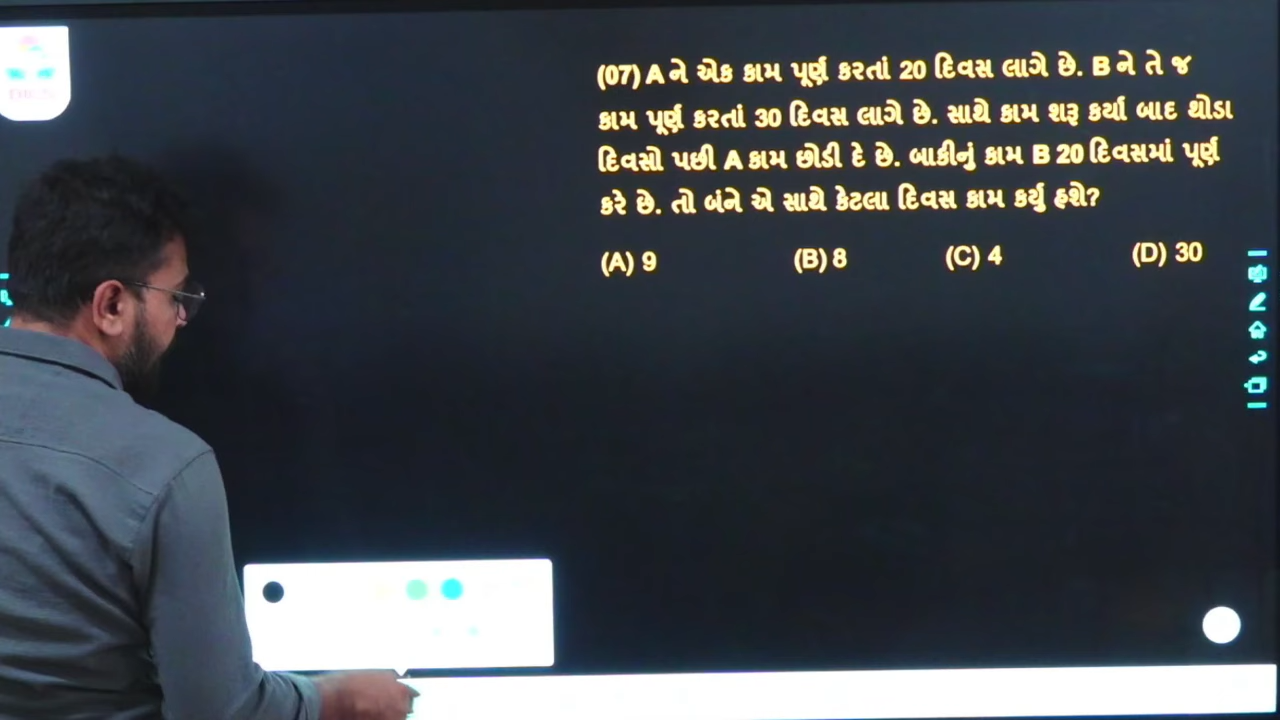 (07) A ને એક કામ પૂર્ણ કરતાં 20 દિવસ લાગે છે. B ને તે જ
કામ પૂર્ણ કરતાં 30 દિવસ લાગે છે. સાથે કામ શરૂ કર્યા બાદ થોડા
દિવસો પછી A કામ છોડી દે છે. બાકીનું કામ B 20 દિવસમાં પૂર્ણ
કરે છે. તો બંને એ સાથે કેટલા દિવસ કામ કર્યુ હશે?
(A) 9 (B) 8 (C) 4 (D) 30